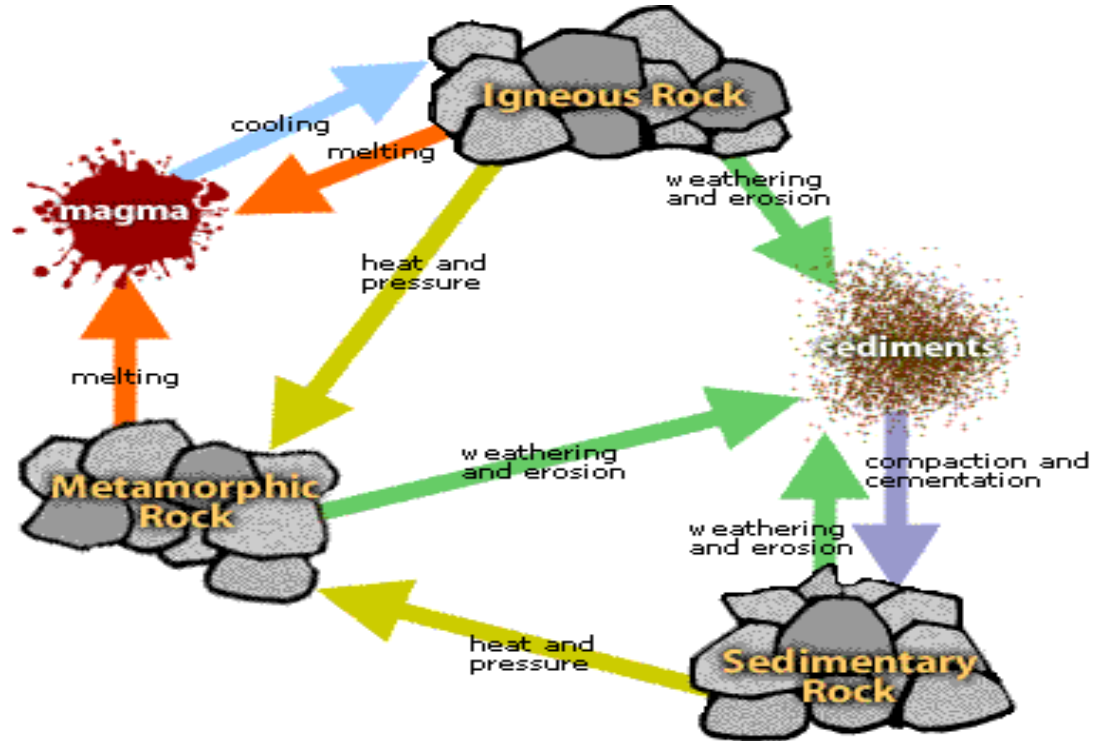 Igneous Rock
cooling
melting
weathering
and erosion
magma
heat and
pressure
sediments
melting
weathering
and erosion
compaction and
cementation
Metamorphic
Rock
weathering
and erosion
heat and
pressure
Sedimentary
Rock